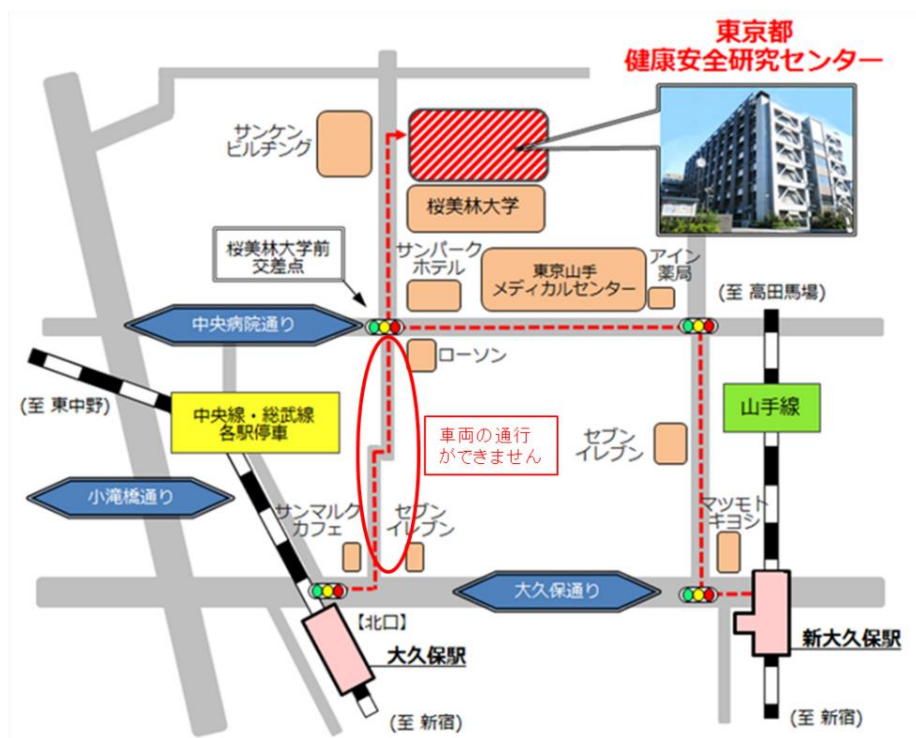 東京都
健康安全研究センター
サンケン
ビルヂング
桜美林大学
桜美林大学前
交差点
サンパーク
ホテル
東京山手
メディカルセンター
アイン
薬局
(至 高田馬場)
中央病院通り
ローソン
(至 東中野)
中央線・総武線
各駅停車
車両の通行
ができません
セブン
イレブン
山手線
小滝橋通り
サンマルク
カフェ
セブン
イレブン
マツモト
キヨシ
大久保通り
【北口】
大久保駅
新大久保駅
(至 新宿)
(至 新宿)